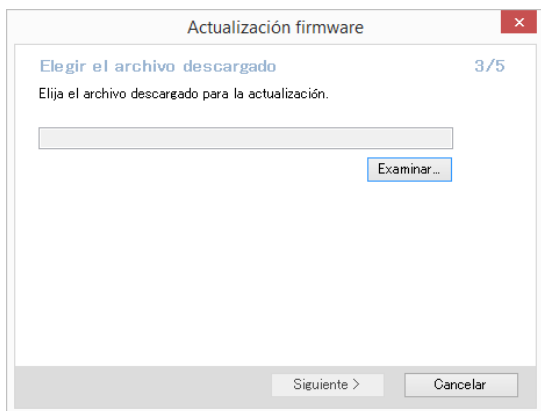 Actualización firmware
Elegir el archivo descargado 3/5
Elija el archivo descargado para la actualización.
Examinar...
Siguiente > Cancelar